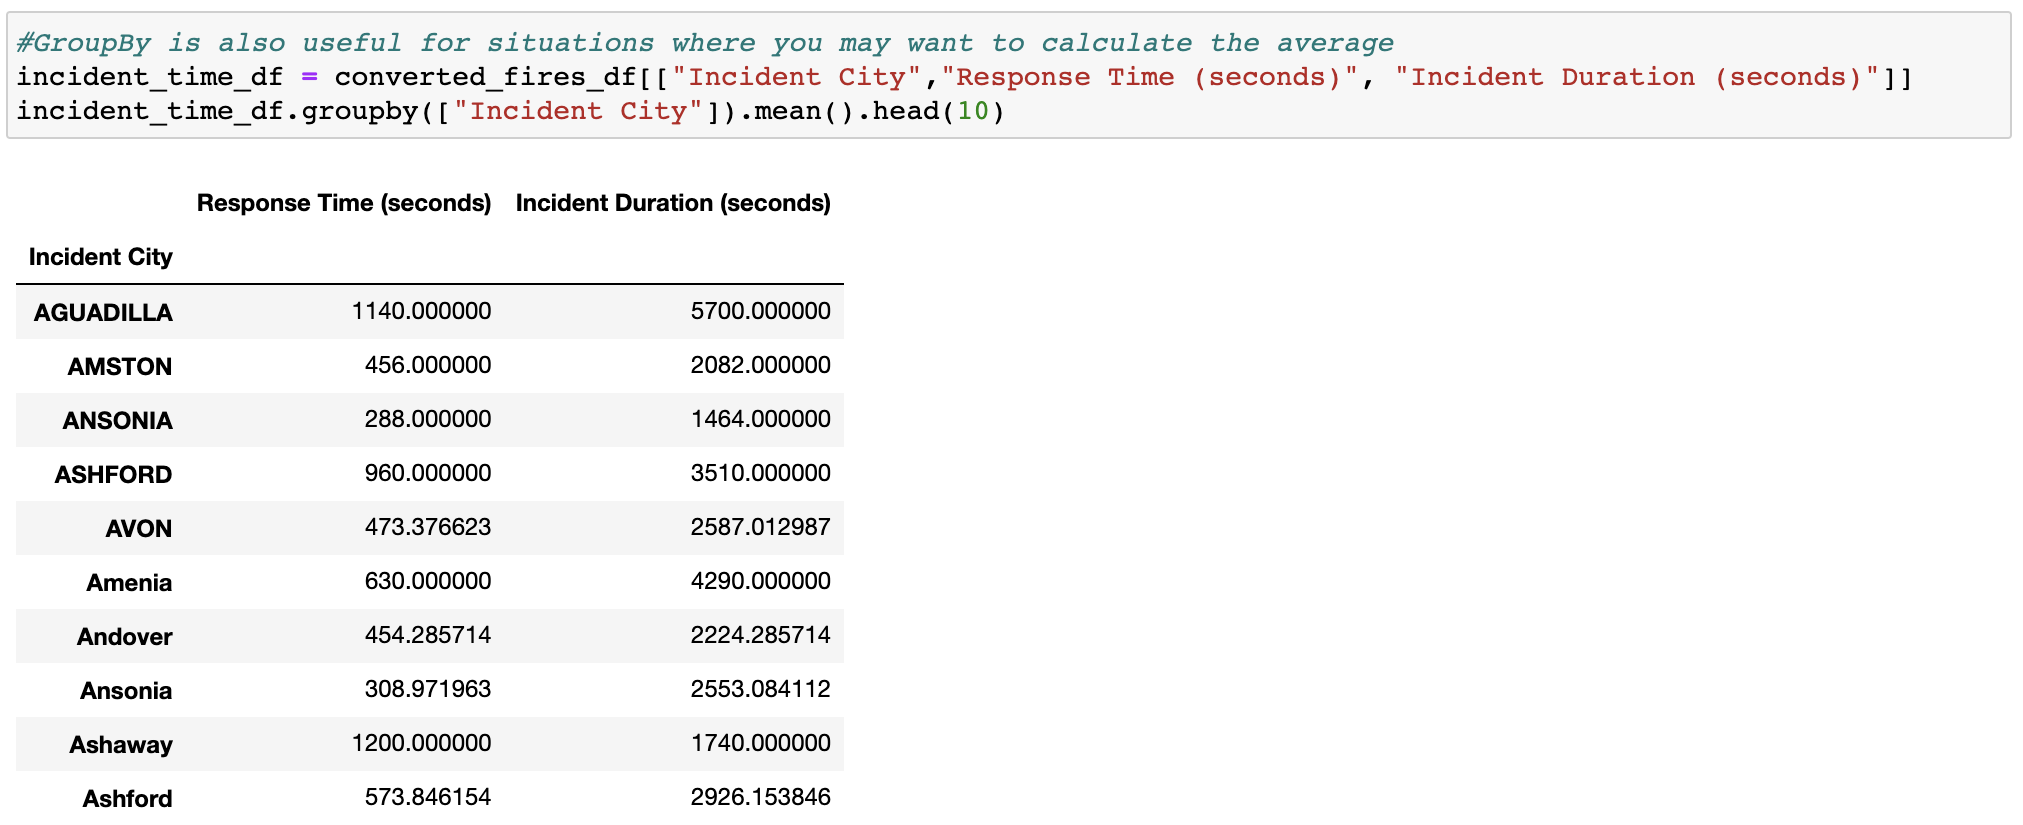 #GroupBy is also useful for situations where you may want to calculate the average
incident_time_df = converted_fires_df[["Incident City","Response Time (seconds)", "Incident Duration (seconds)"]]
incident_time_df.groupby(["Incident City"]).mean().head(10)
Response Time (seconds) Incident Duration (seconds)
Incident City
AGUADILLA 1140.000000 5700.000000
AMSTON 456.000000 2082.000000
ANSONIA 288.000000 1464.000000
ASHFORD 960.000000 3510.000000
AVON 473.376623 2587.012987
Amenia 630.000000 4290.000000
Andover 454.285714 2224.285714
Ansonia 308.971963 2553.084112
Ashaway 1200.000000 1740.000000
Ashford 573.846154 2926.153846